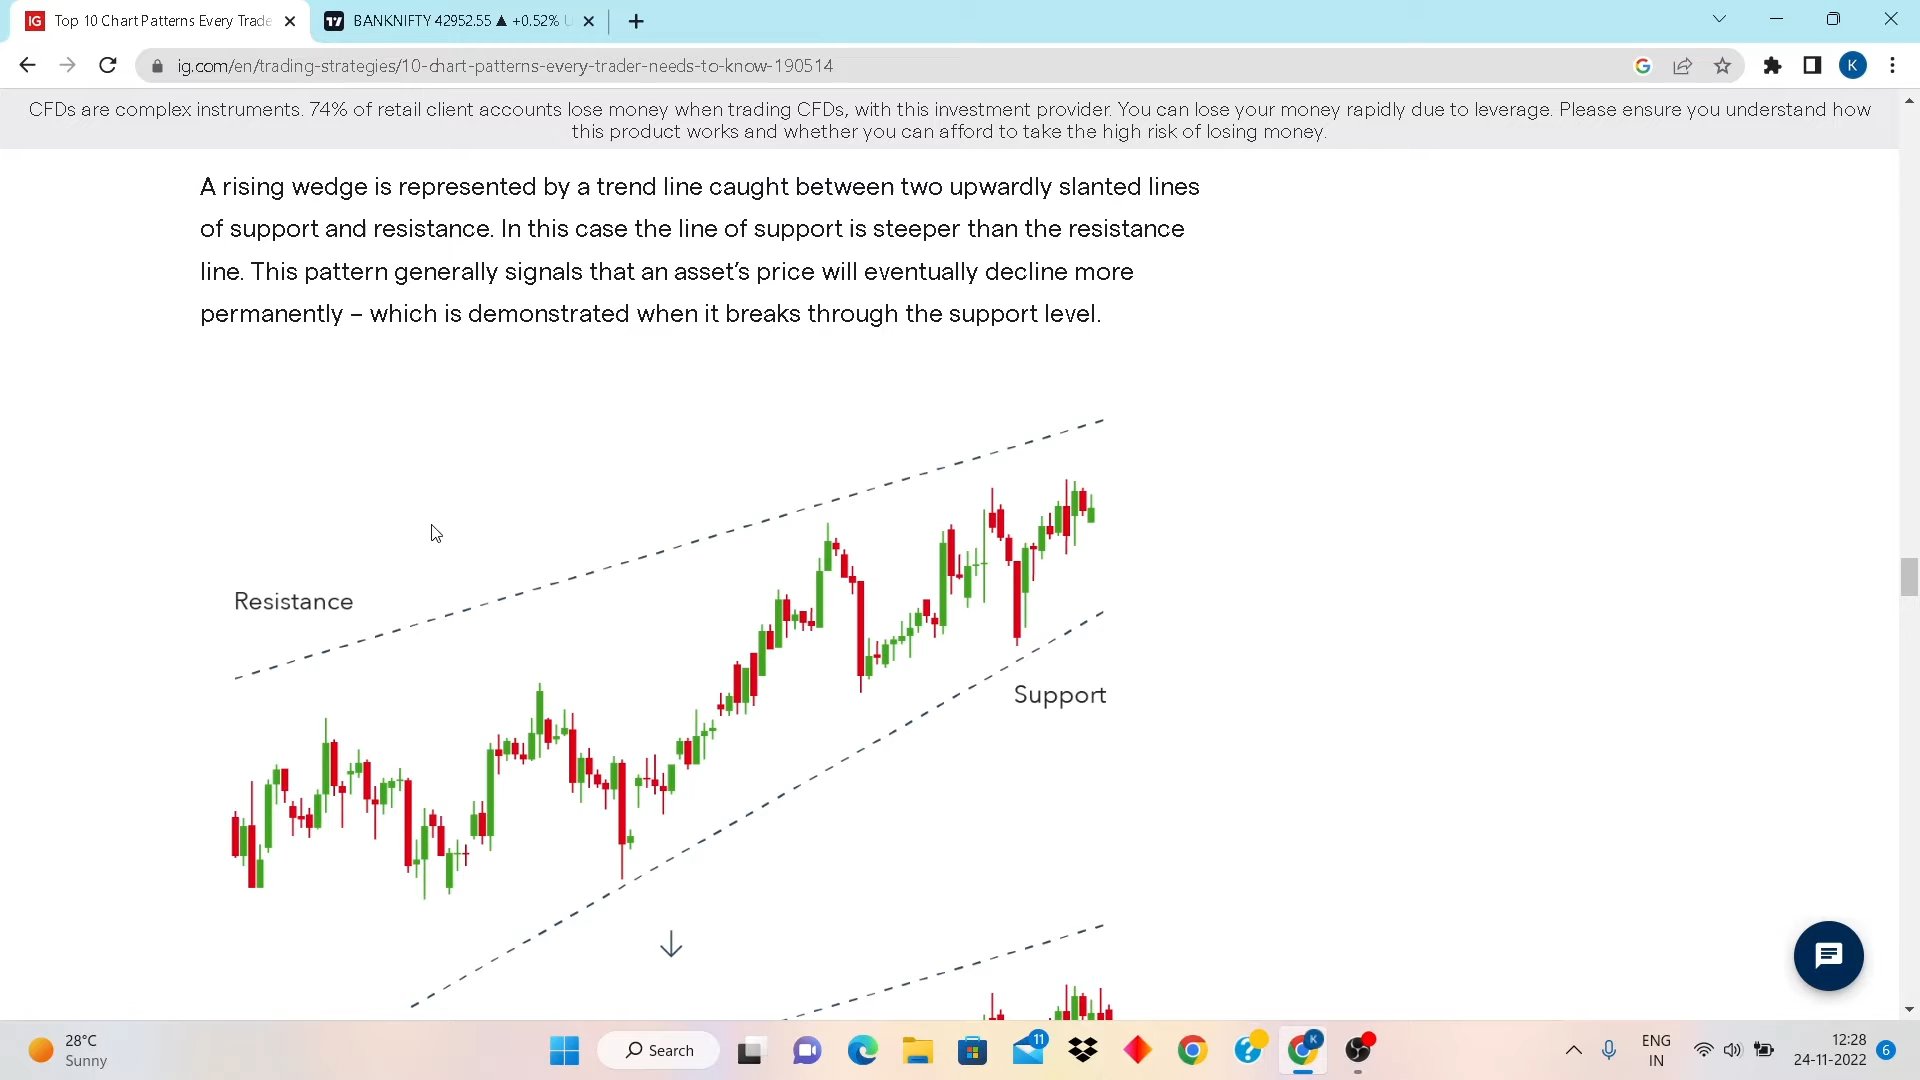 Top 10 Chart Patterns Every Trade
BANKNIFTY 42952.55 ▲ +0.52% U
ig.com/en/trading-strategies/10-chart-patterns-every-trader-needs-to-know-190514
K
CFDs are complex instruments. 74% of retail client accounts lose money when trading CFDs, with this investment provider. You can lose your money rapidly due to leverage. Please ensure you understand how
this product works and whether you can afford to take the high risk of losing money.
A rising wedge is represented by a trend line caught between two upwardly slanted lines
of support and resistance. In this case the line of support is steeper than the resistance
line. This pattern generally signals that an asset’s price will eventually decline more
permanently – which is demonstrated when it breaks through the support level.
Resistance
Support
28°C
Sunny
Search
11
K
ENG
IN
12:28
24-11-2022
6